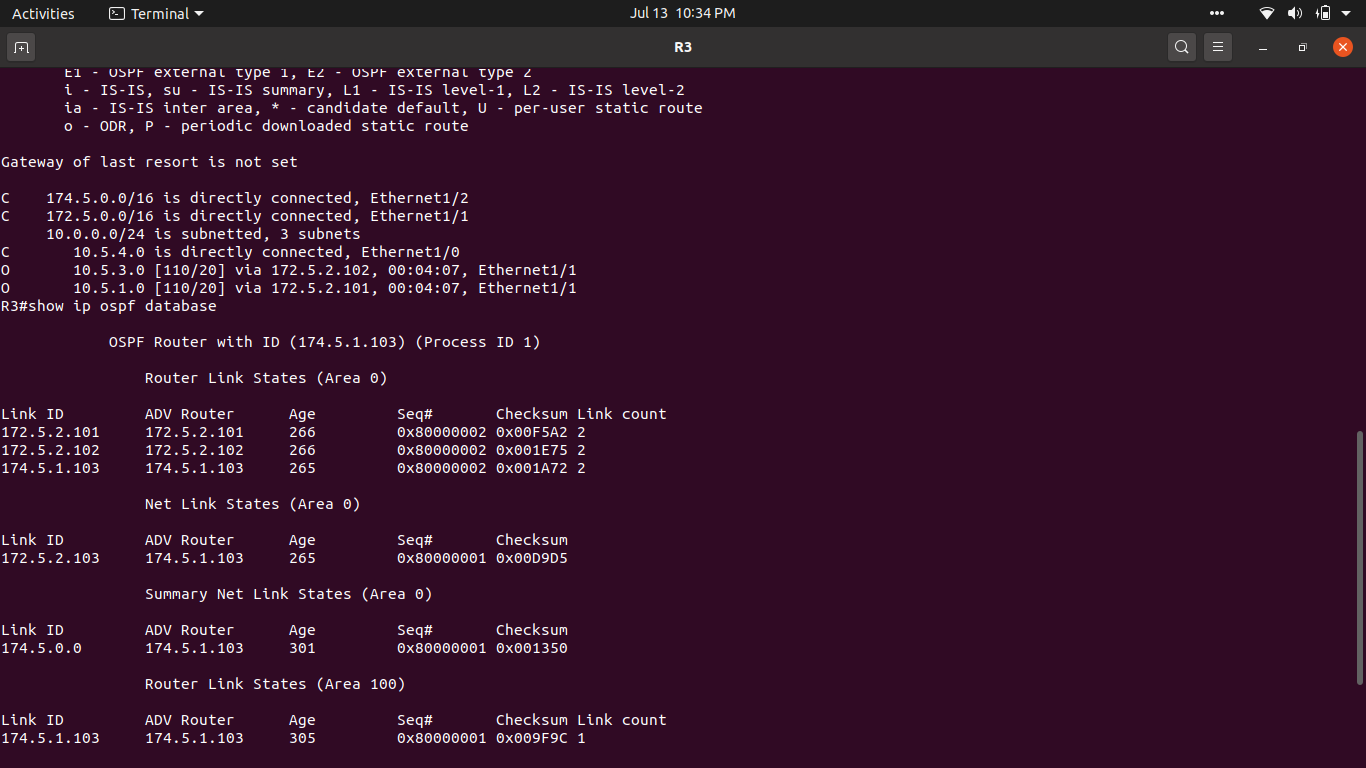 Activities Terminal Jul 13 10:34 PM
R3
E1 - OSPF external type 1, E2 - OSPF external type 2
i - IS-IS, su - IS-IS summary, L1 - IS-IS level-1, L2 - IS-IS level-2
ia - IS-IS inter area, * - candidate default, U - per-user static route
o - ODR, P - periodic downloaded static route
Gateway of last resort is not set
C    174.5.0.0/16 is directly connected, Ethernet1/2
C    172.5.0.0/16 is directly connected, Ethernet1/1
     10.0.0.0/24 is subnetted, 3 subnets
C       10.5.4.0 is directly connected, Ethernet1/0
O       10.5.3.0 [110/20] via 172.5.2.102, 00:04:07, Ethernet1/1
O       10.5.1.0 [110/20] via 172.5.2.101, 00:04:07, Ethernet1/1
R3#show ip ospf database
            OSPF Router with ID (174.5.1.103) (Process ID 1)
                Router Link States (Area 0)
Link ID         ADV Router      Age         Seq#       Checksum Link count
172.5.2.101     172.5.2.101     266         0x80000002 0x00F5A2 2
172.5.2.102     172.5.2.102     266         0x80000002 0x001E75 2
174.5.1.103     174.5.1.103     265         0x80000002 0x001A72 2
                Net Link States (Area 0)
Link ID         ADV Router      Age         Seq#       Checksum
172.5.2.103     174.5.1.103     265         0x80000001 0x00D9D5
                Summary Net Link States (Area 0)
Link ID         ADV Router      Age         Seq#       Checksum
174.5.0.0       174.5.1.103     301         0x80000001 0x001350
                Router Link States (Area 100)
Link ID         ADV Router      Age         Seq#       Checksum Link count
174.5.1.103     174.5.1.103     305         0x80000001 0x009F9C 1